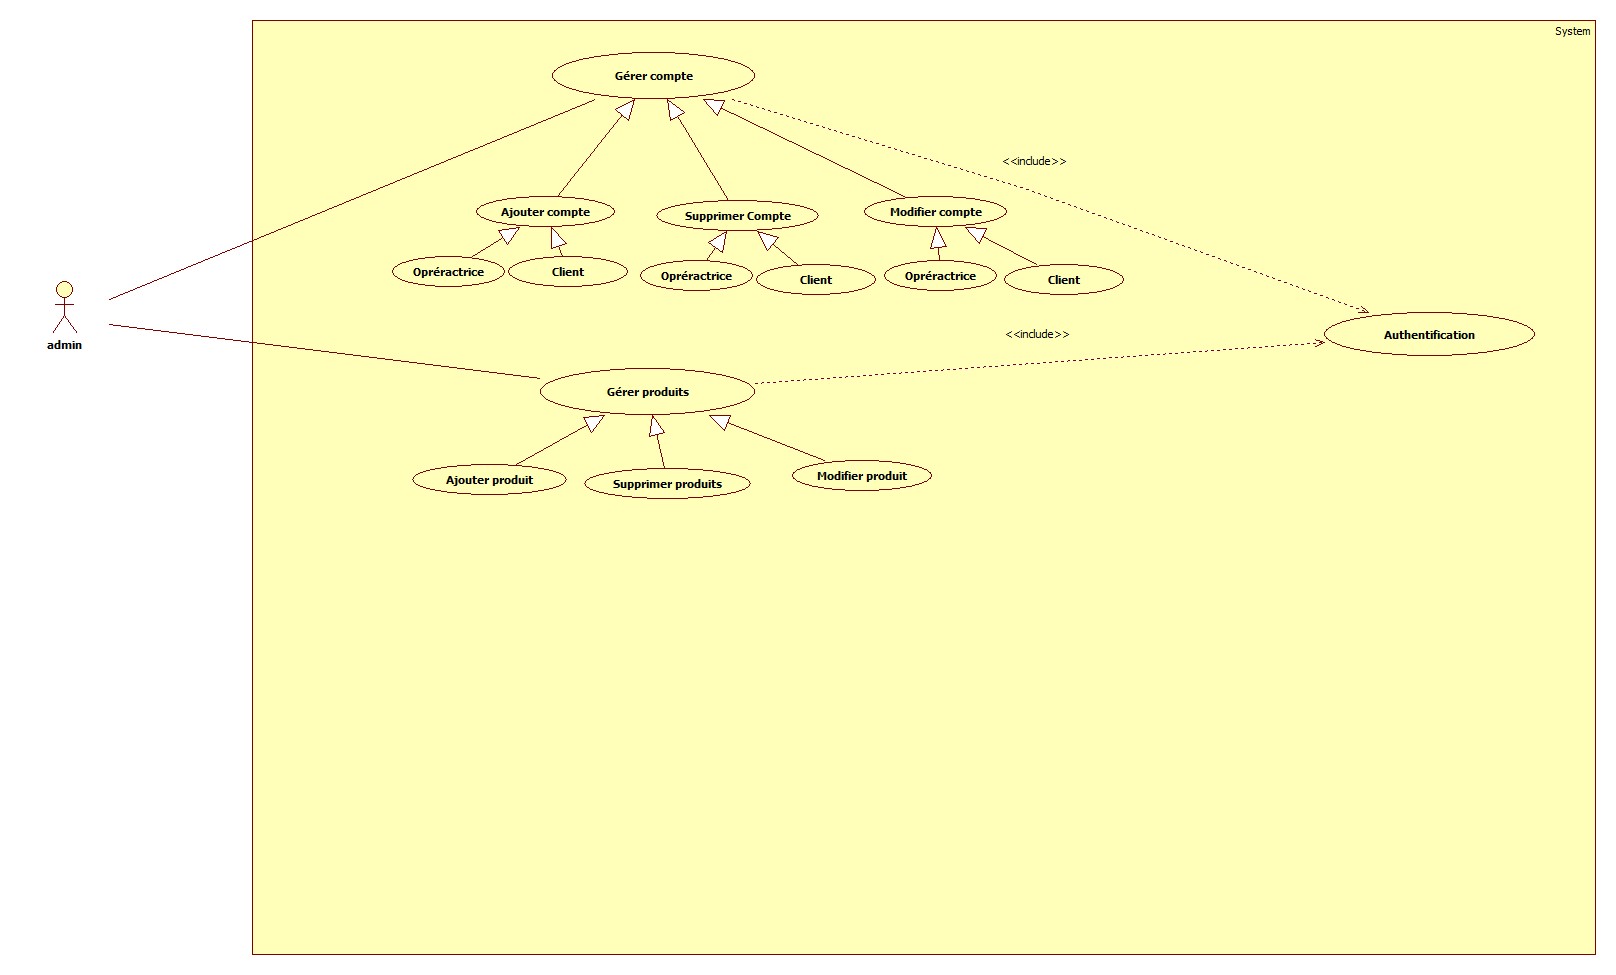 System
Gérer compte
<<include>>
Ajouter compte
Supprimer Compte
Modifier compte
Opréractrice
Client
Opréractrice
Client
Opréractrice
Client
admin
<<include>>
Authentification
Gérer produits
Ajouter produit
Supprimer produits
Modifier produit